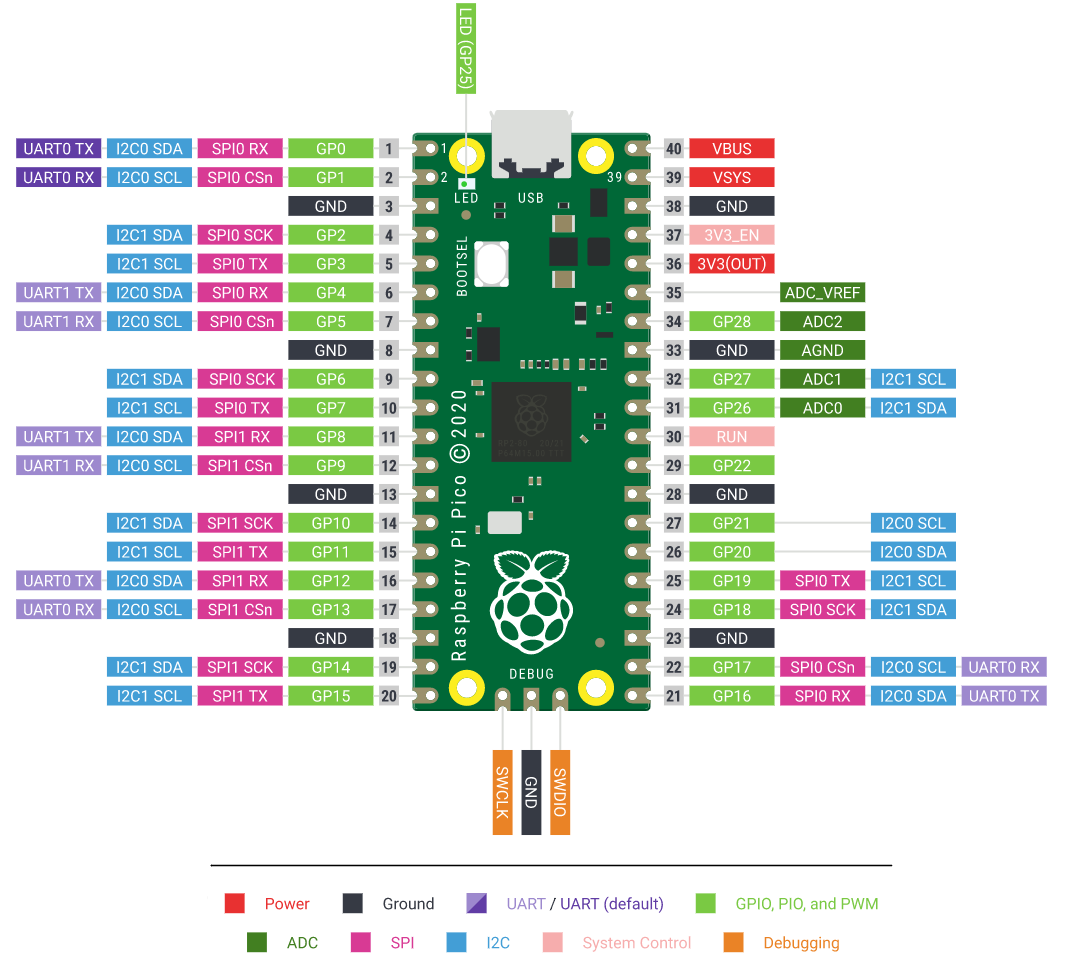 LED (GP25)
UART0 TX I2C0 SDA SPI0 RX GP0 1 1 40 VBUS
UART0 RX I2C0 SCL SPI0 CSn GP1 2 2 39 39 VSYS
LED USB
GND 3 38 GND
I2C1 SDA SPI0 SCK GP2 4 37 3V3_EN
BOOTSEL
I2C1 SCL SPI0 TX GP3 5 36 3V3(OUT)
UART1 TX I2C0 SDA SPI0 RX GP4 6 35 ADC_VREF
UART1 RX I2C0 SCL SPI0 CSn GP5 7 34 GP28 ADC2
GND 8 33 GND AGND
I2C1 SDA SPI0 SCK GP6 9 32 GP27 ADC1 I2C1 SCL
I2C1 SCL SPI0 TX GP7 10 31 GP26 ADC0 I2C1 SDA
UART1 TX I2C0 SDA SPI1 RX GP8 11 30 RUN
UART1 RX I2C0 SCL SPI1 CSn GP9 12 29 GP22
GND 13 28 GND
I2C1 SDA SPI1 SCK GP10 14 27 GP21 I2C0 SCL
I2C1 SCL SPI1 TX GP11 15 26 GP20 I2C0 SDA
UART0 TX I2C0 SDA SPI1 RX GP12 16 25 GP19 SPI0 TX I2C1 SCL
UART0 RX I2C0 SCL SPI1 CSn GP13 17 24 GP18 SPI0 SCK I2C1 SDA
GND 18 23 GND
Raspberry Pi Pico ©2020
I2C1 SDA SPI1 SCK GP14 19 22 GP17 SPI0 CSn I2C0 SCL UART0 RX
DEBUG
I2C1 SCL SPI1 TX GP15 20 21 GP16 SPI0 RX I2C0 SDA UART0 TX
SWCLK GND SWDIO
Power Ground UART / UART (default) GPIO, PIO, and PWM
ADC SPI I2C System Control Debugging